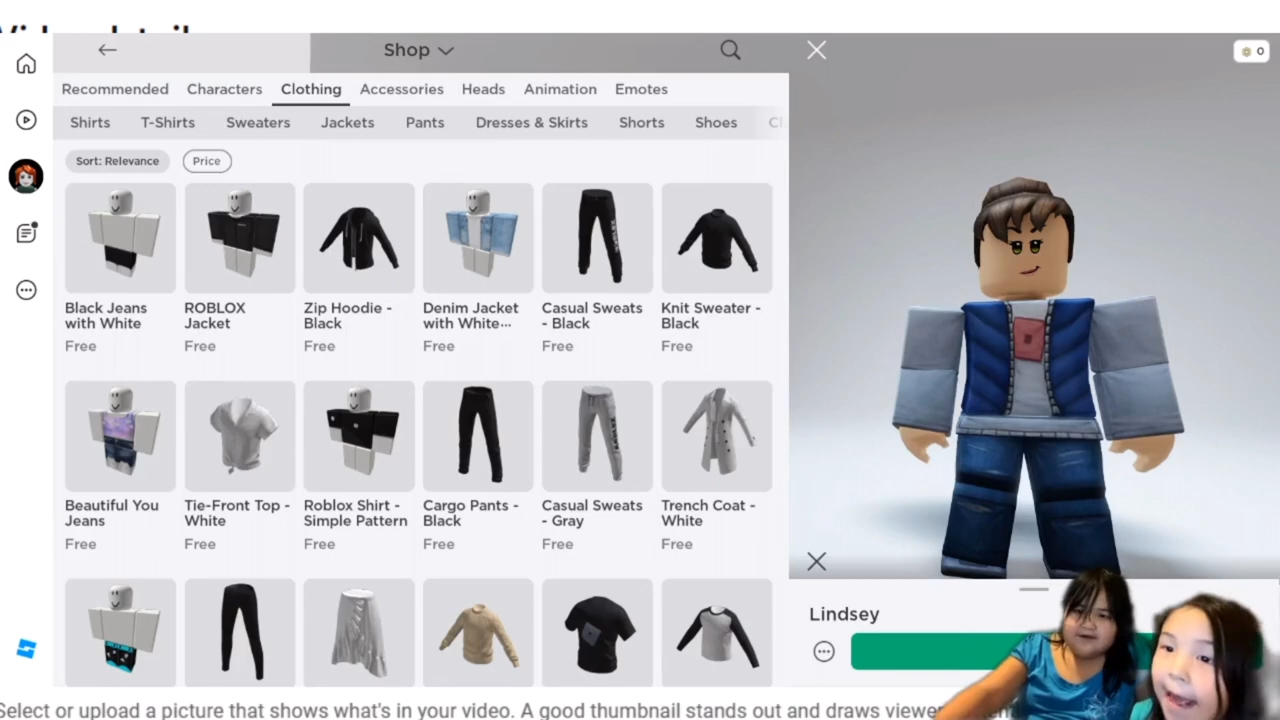 Shop
0
Recommended Characters Clothing Accessories Heads Animation Emotes
Shirts T-Shirts Sweaters Jackets Pants Dresses & Skirts Shorts Shoes
Sort: Relevance Price
Black Jeans with White
Free
ROBLOX Jacket
Free
Zip Hoodie - Black
Free
Denim Jacket with White...
Free
Casual Sweats - Black
Free
Knit Sweater - Black
Free
Beautiful You Jeans
Free
Tie-Front Top - White
Free
Roblox Shirt - Simple Pattern
Free
Cargo Pants - Black
Free
Casual Sweats - Gray
Free
Trench Coat - White
Free
Lindsey
Select or upload a picture that shows what's in your video. A good thumbnail stands out and draws